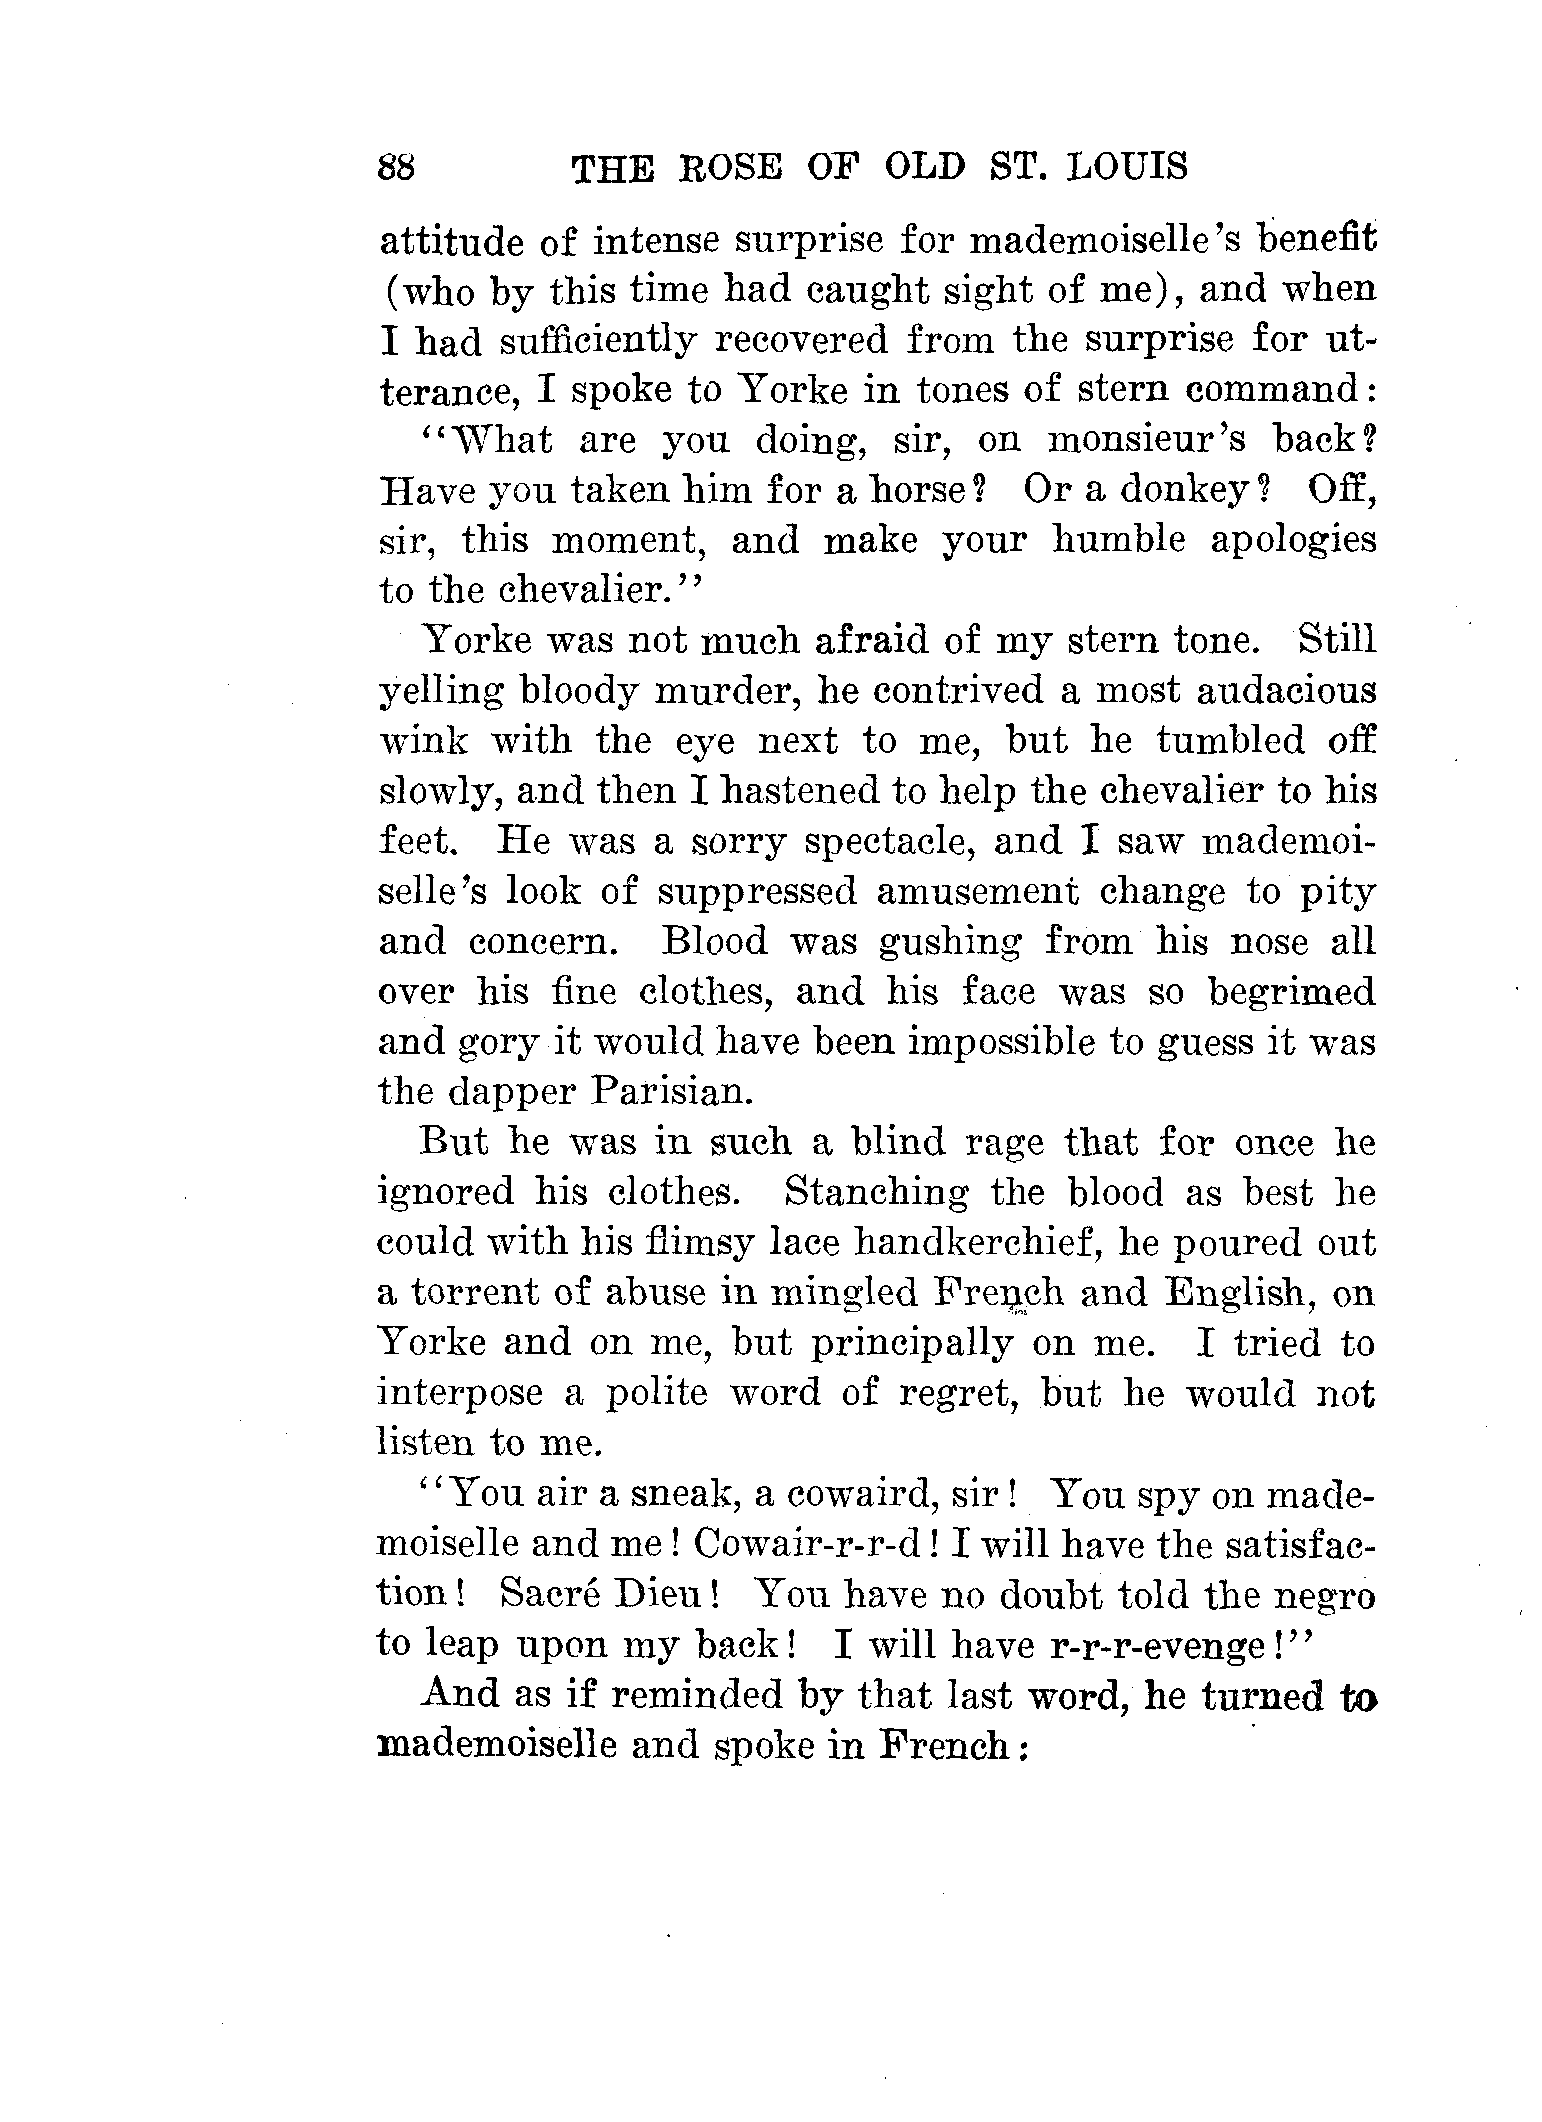 88 THE ROSE OF OLD ST. LOUIS
attitude of intense surprise for mademoiselle's benefit
(who by this time had caught sight of me), and when
I had sufficiently recovered from the surprise for ut-
terance, I spoke to Yorke in tones of stern command:
"What are you doing, sir, on monsieur's back?
Have you taken him for a horse? Or a donkey? Off,
sir, this moment, and make your humble apologies
to the chevalier."
Yorke was not much afraid of my stern tone. Still
yelling bloody murder, he contrived a most audacious
wink with the eye next to me, but he tumbled off
slowly, and then I hastened to help the chevalier to his
feet. He was a sorry spectacle, and I saw mademoi-
selle's look of suppressed amusement change to pity
and concern. Blood was gushing from his nose all
over his fine clothes, and his face was so begrimed
and gory it would have been impossible to guess it was
the dapper Parisian.
But he was in such a blind rage that for once he
ignored his clothes. Stanching the blood as best he
could with his flimsy lace handkerchief, he poured out
a torrent of abuse in mingled French and English, on
Yorke and on me, but principally on me. I tried to
interpose a polite word of regret, but he would not
listen to me.
"You air a sneak, a cowaird, sir! You spy on made-
moiselle and me! Cowair-r-r-d! I will have the satisfac-
tion! Sacré Dieu! You have no doubt told the negro
to leap upon my back! I will have r-r-r-evenge!"
And as if reminded by that last word, he turned to
mademoiselle and spoke in French: